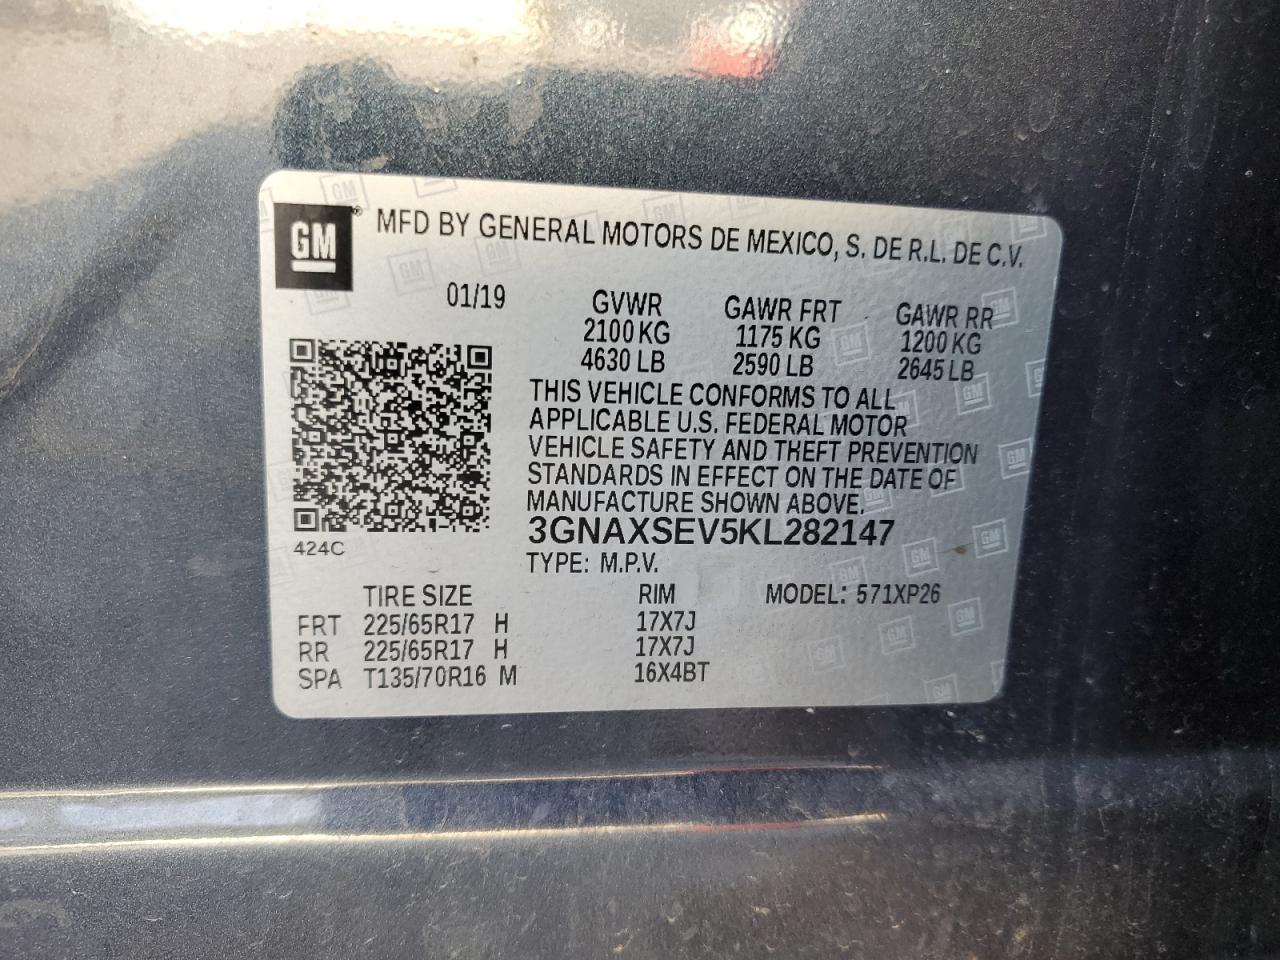 GM ® MFD BY GENERAL MOTORS DE MEXICO, S. DE R.L. DE C.V.
01/19 GVWR GAWR FRT GAWR RR
2100 KG 1175 KG 1200 KG
4630 LB 2590 LB 2645 LB
THIS VEHICLE CONFORMS TO ALL
APPLICABLE U.S. FEDERAL MOTOR
VEHICLE SAFETY AND THEFT PREVENTION
STANDARDS IN EFFECT ON THE DATE OF
MANUFACTURE SHOWN ABOVE.
3GNAXSEV5KL282147
424C
TYPE: M.P.V.
TIRE SIZE RIM MODEL: 571XP26
FRT 225/65R17 H 17X7J
RR 225/65R17 H 17X7J
SPA T135/70R16 M 16X4BT